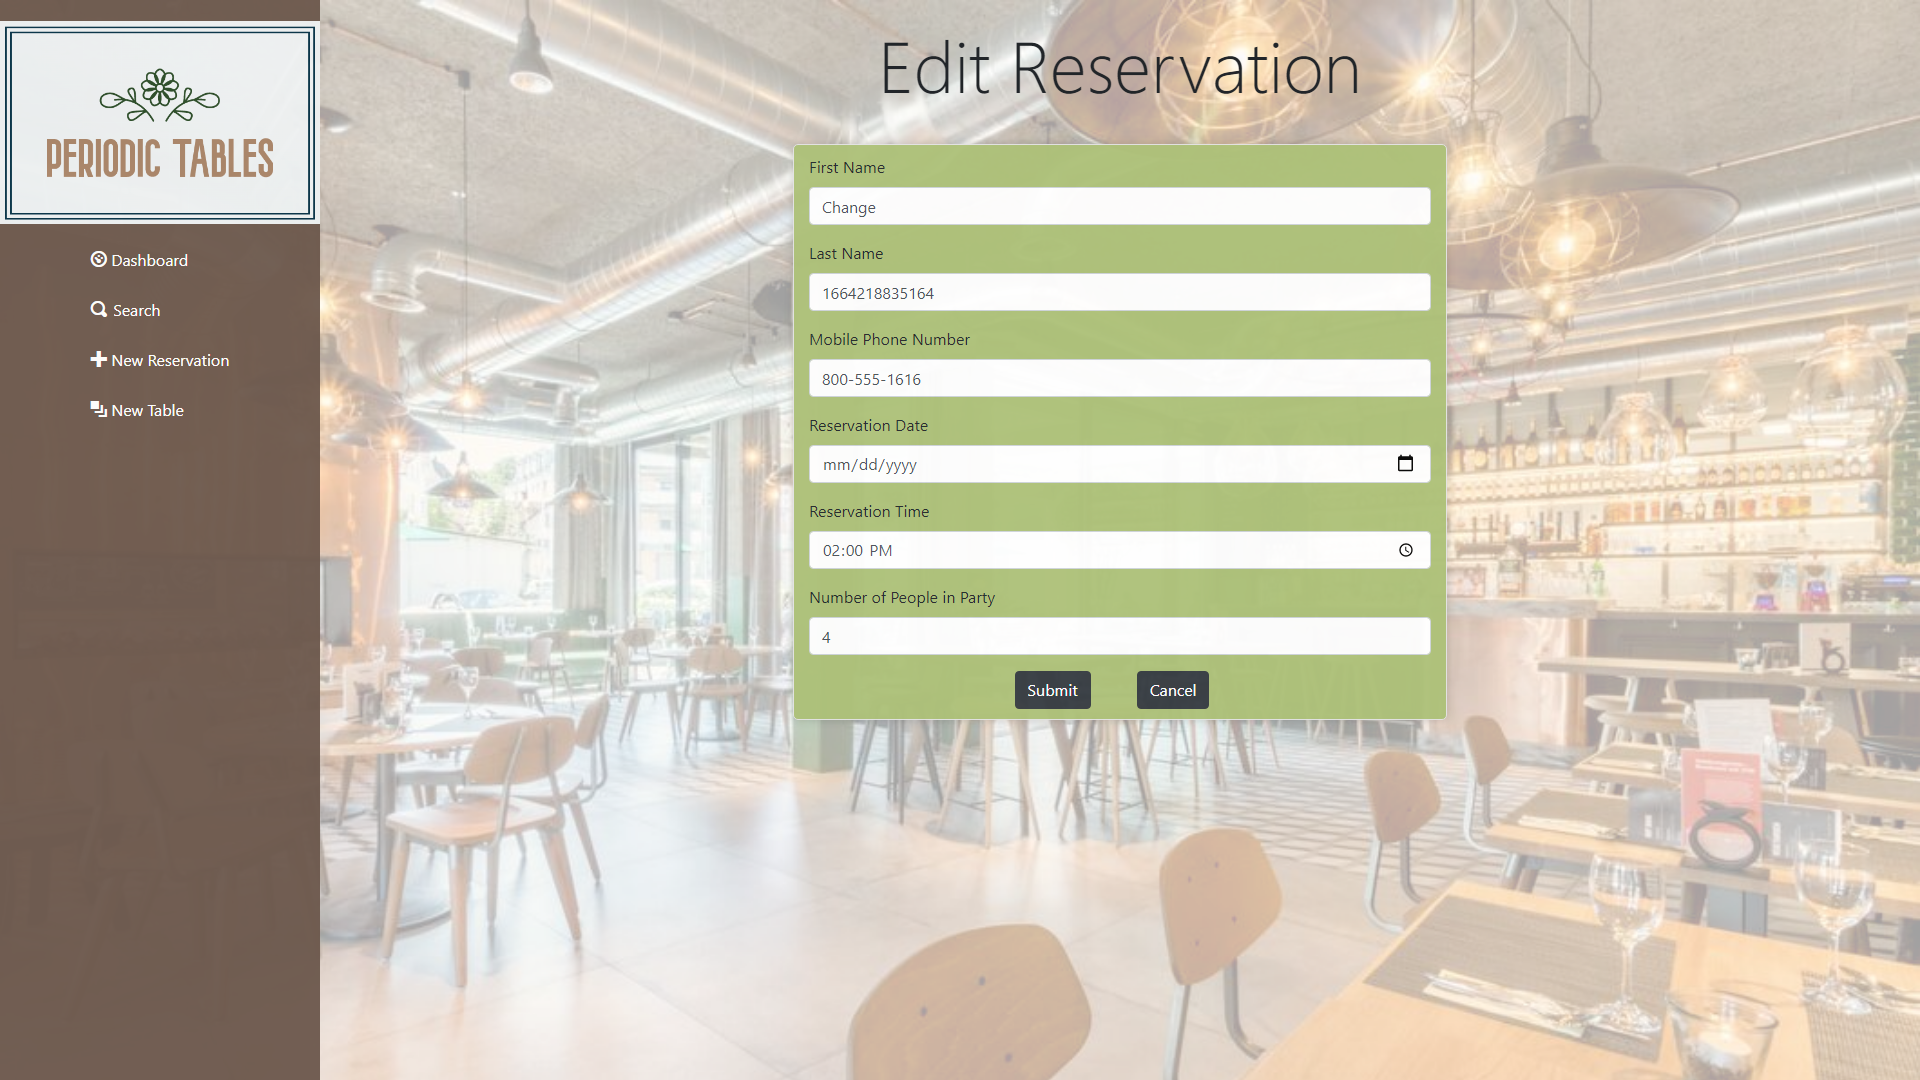 PERIODIC TABLES
Dashboard
Search
New Reservation
New Table
Edit Reservation
First Name
Change
Last Name
1664218835164
Mobile Phone Number
800-555-1616
Reservation Date
mm/dd/yyyy
Reservation Time
02:00 PM
Number of People in Party
4
Submit
Cancel